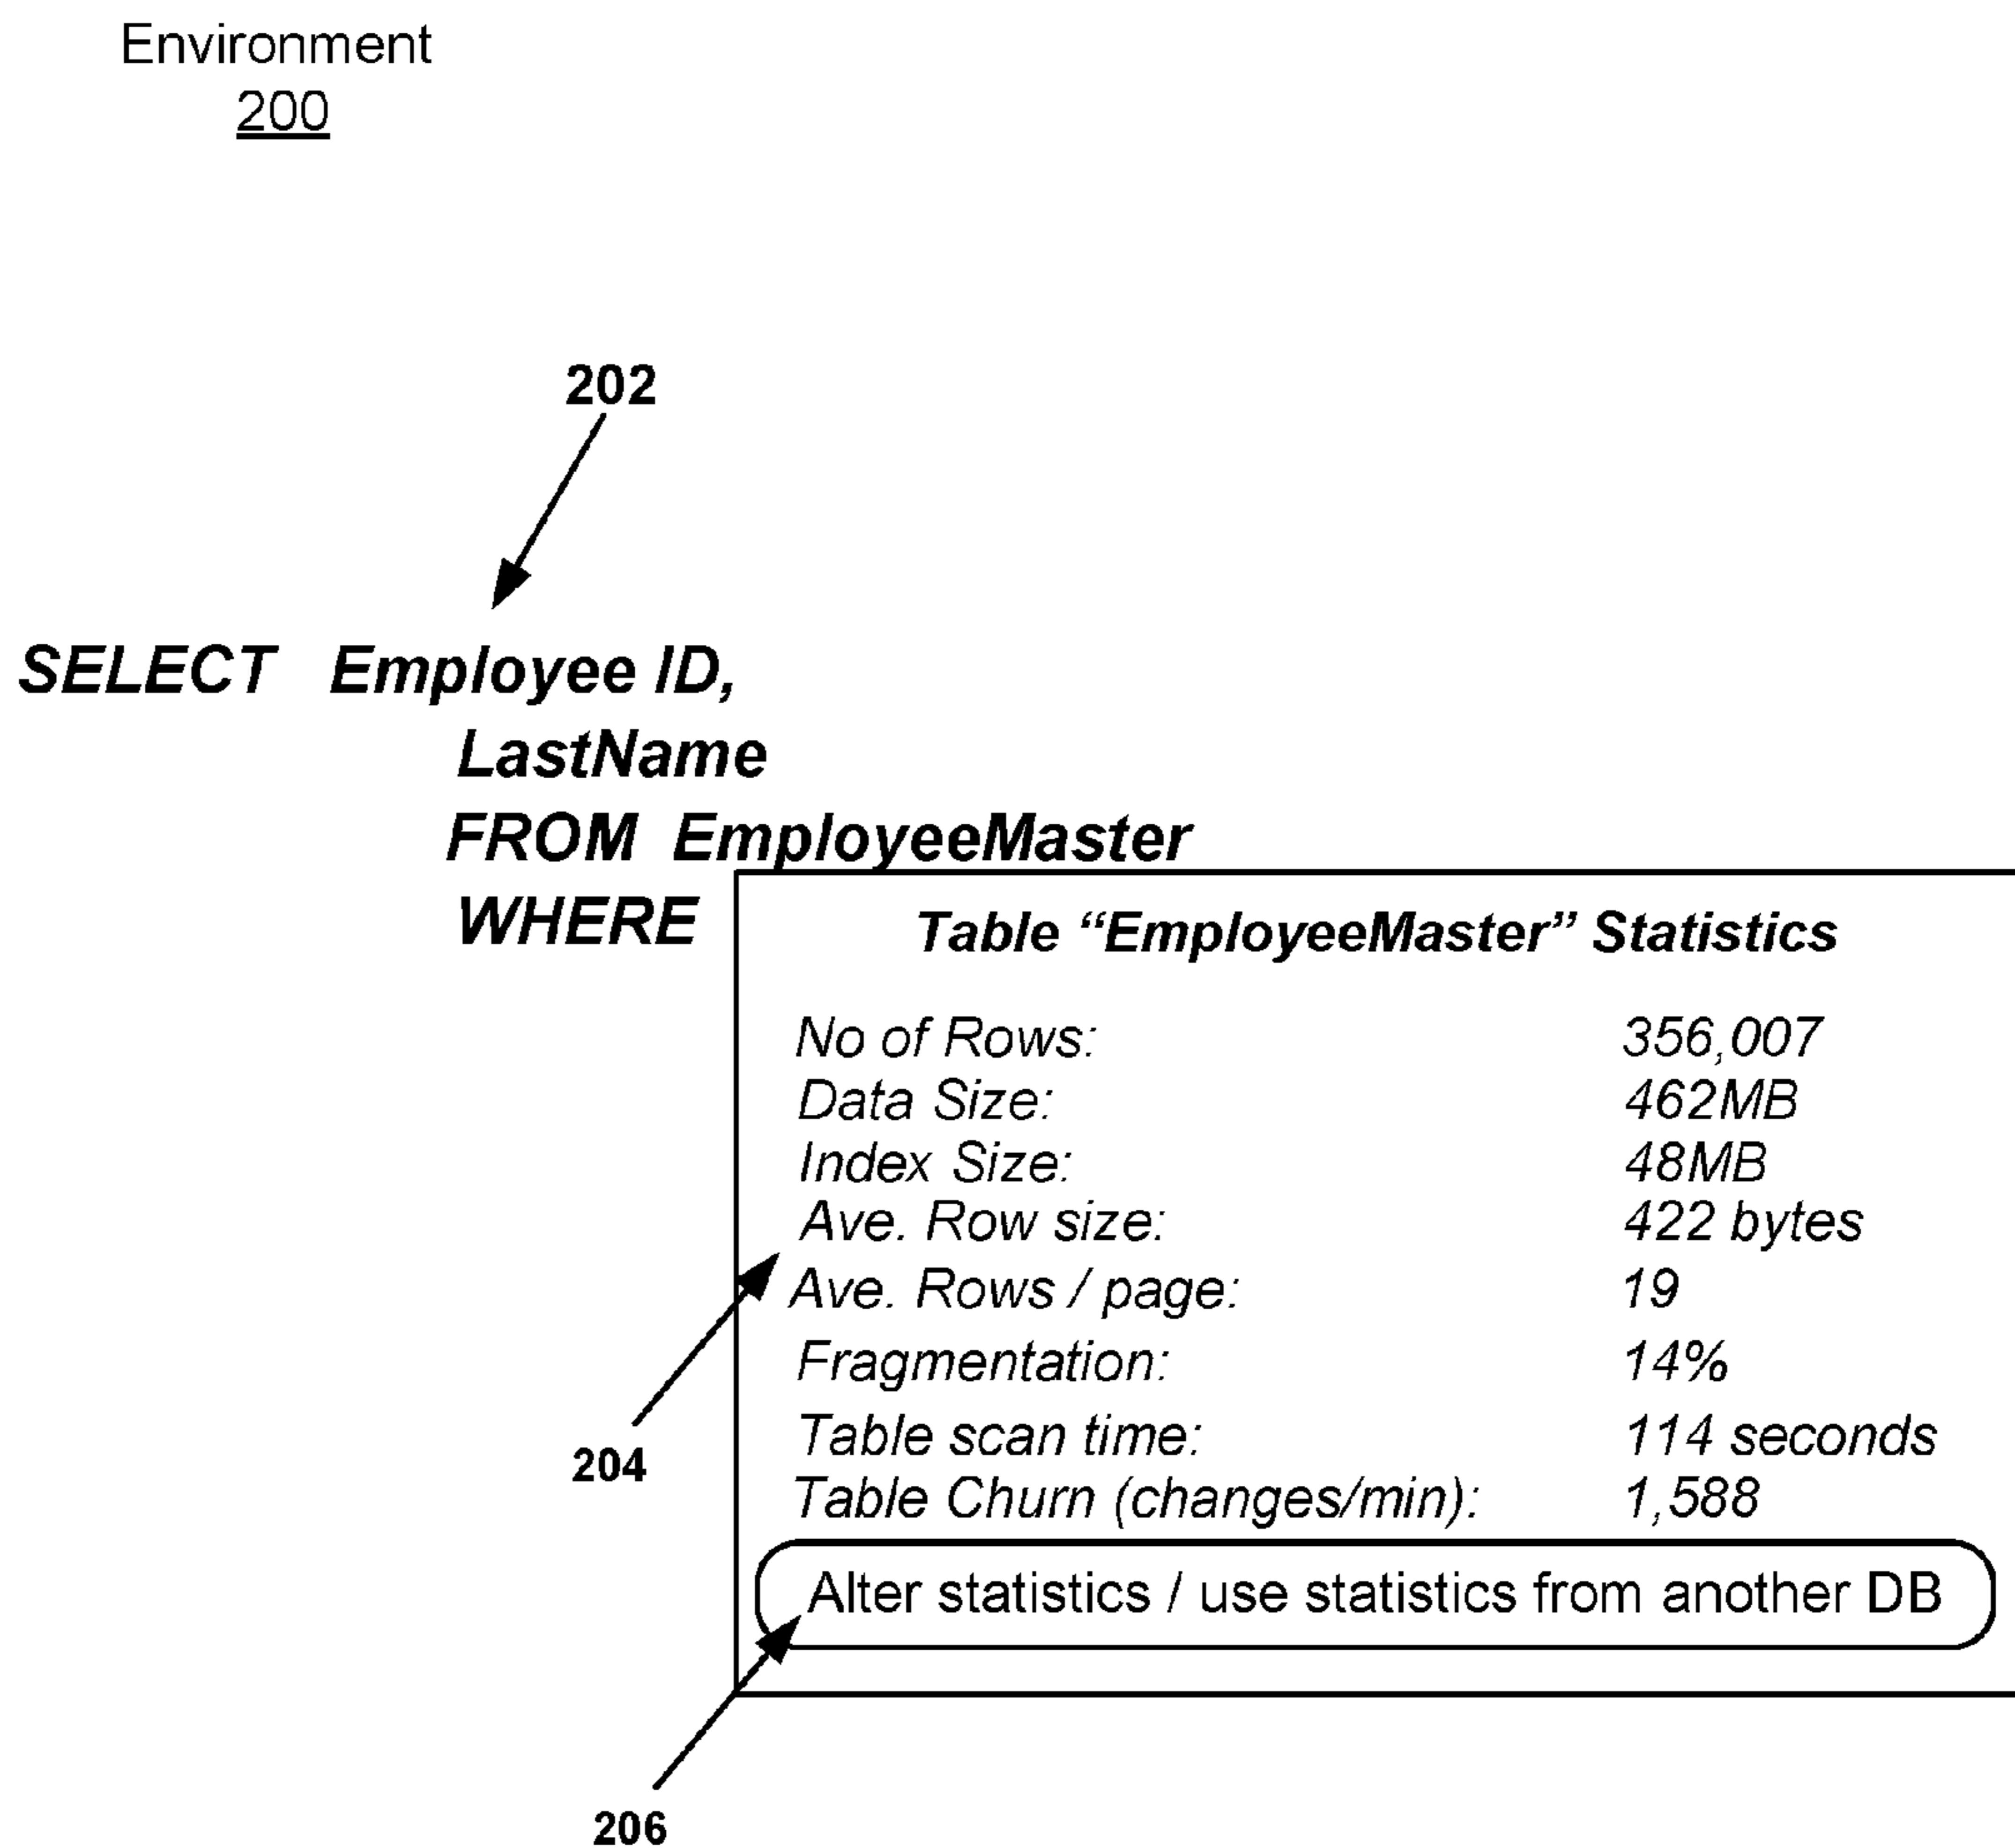 Environment
200
202
SELECT Employee ID,
LastName
FROM EmployeeMaster
WHERE
Table “EmployeeMaster” Statistics
No of Rows: 356,007
Data Size: 462MB
Index Size: 48MB
Ave. Row size: 422 bytes
Ave. Rows / page: 19
Fragmentation: 14%
Table scan time: 114 seconds
204
Table Churn (changes/min): 1,588
Alter statistics / use statistics from another DB
206